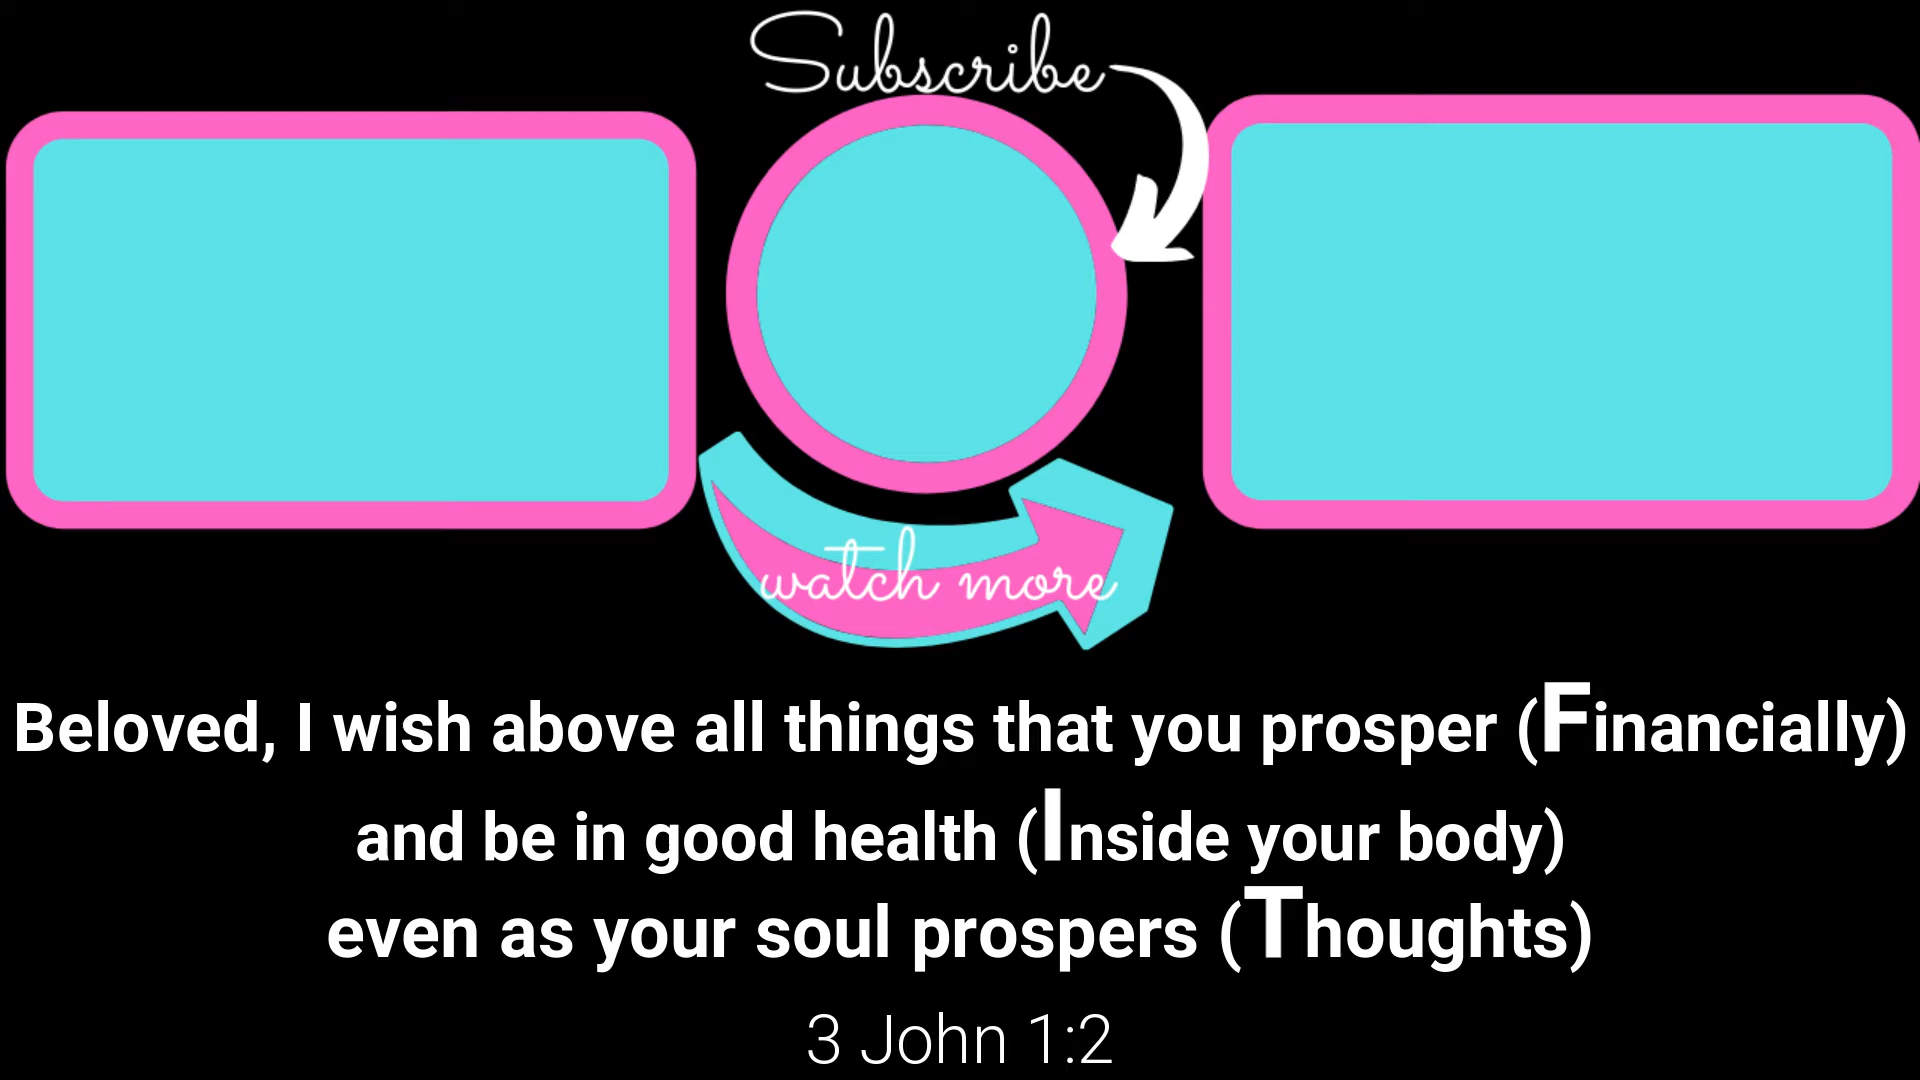 Subscribe
watch more
Beloved, I wish above all things that you prosper (Financially)
and be in good health (Inside your body)
even as your soul prospers (Thoughts)
3 John 1:2